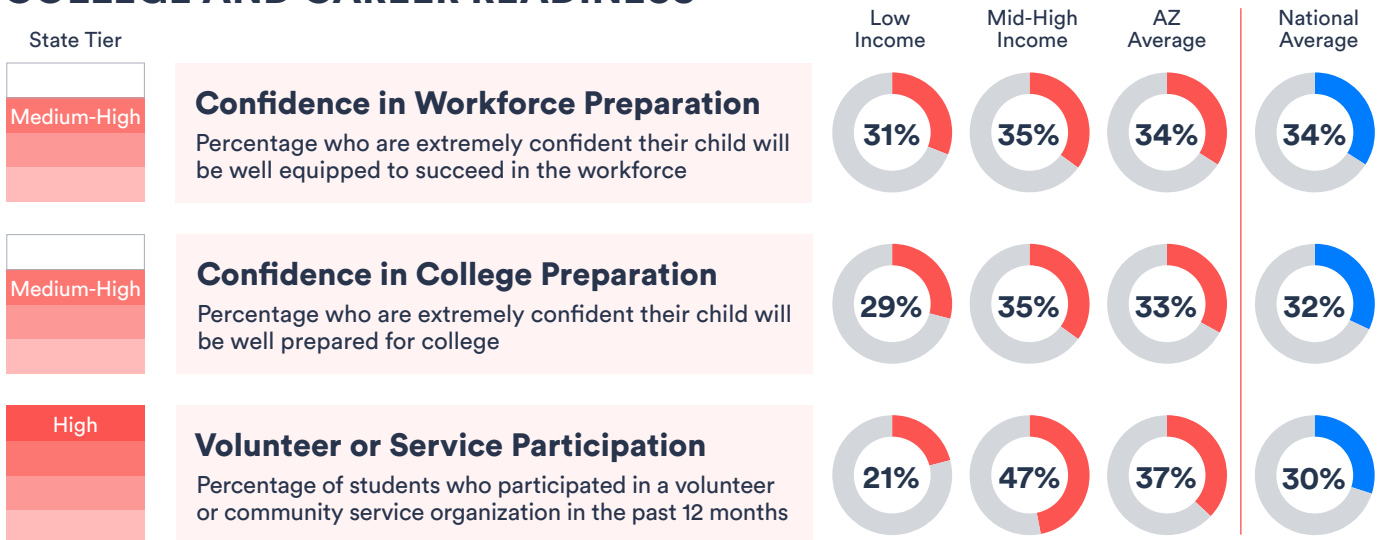 COLLEGE AND CAREER READINESS
State Tier
Low
Income
Mid-High
Income
AZ
Average
National
Average
Medium-High
Confidence in Workforce Preparation
Percentage who are extremely confident their child will
be well equipped to succeed in the workforce
31%
35%
34%
34%
Medium-High
Confidence in College Preparation
Percentage who are extremely confident their child will
be well prepared for college
29%
35%
33%
32%
High
Volunteer or Service Participation
Percentage of students who participated in a volunteer
or community service organization in the past 12 months
21%
47%
37%
30%